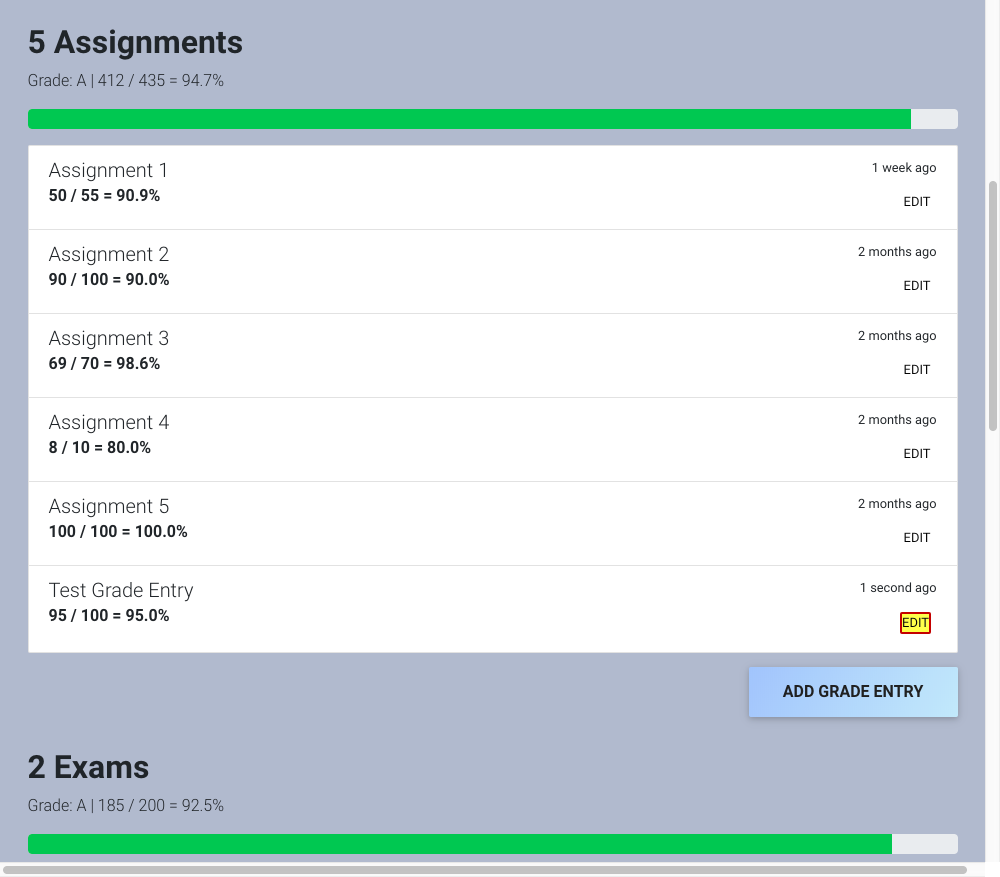 5 Assignments
Grade: A | 412 / 435 = 94.7%
Assignment 1
1 week ago
50 / 55 = 90.9%
EDIT
Assignment 2
2 months ago
90 / 100 = 90.0%
EDIT
Assignment 3
2 months ago
69 / 70 = 98.6%
EDIT
Assignment 4
2 months ago
8 / 10 = 80.0%
EDIT
Assignment 5
2 months ago
100 / 100 = 100.0%
EDIT
Test Grade Entry
1 second ago
95 / 100 = 95.0%
EDIT
ADD GRADE ENTRY
2 Exams
Grade: A | 185 / 200 = 92.5%